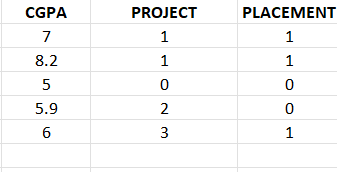 CGPA PROJECT PLACEMENT
7 1 1
8.2 1 1
5 0 0
5.9 2 0
6 3 1